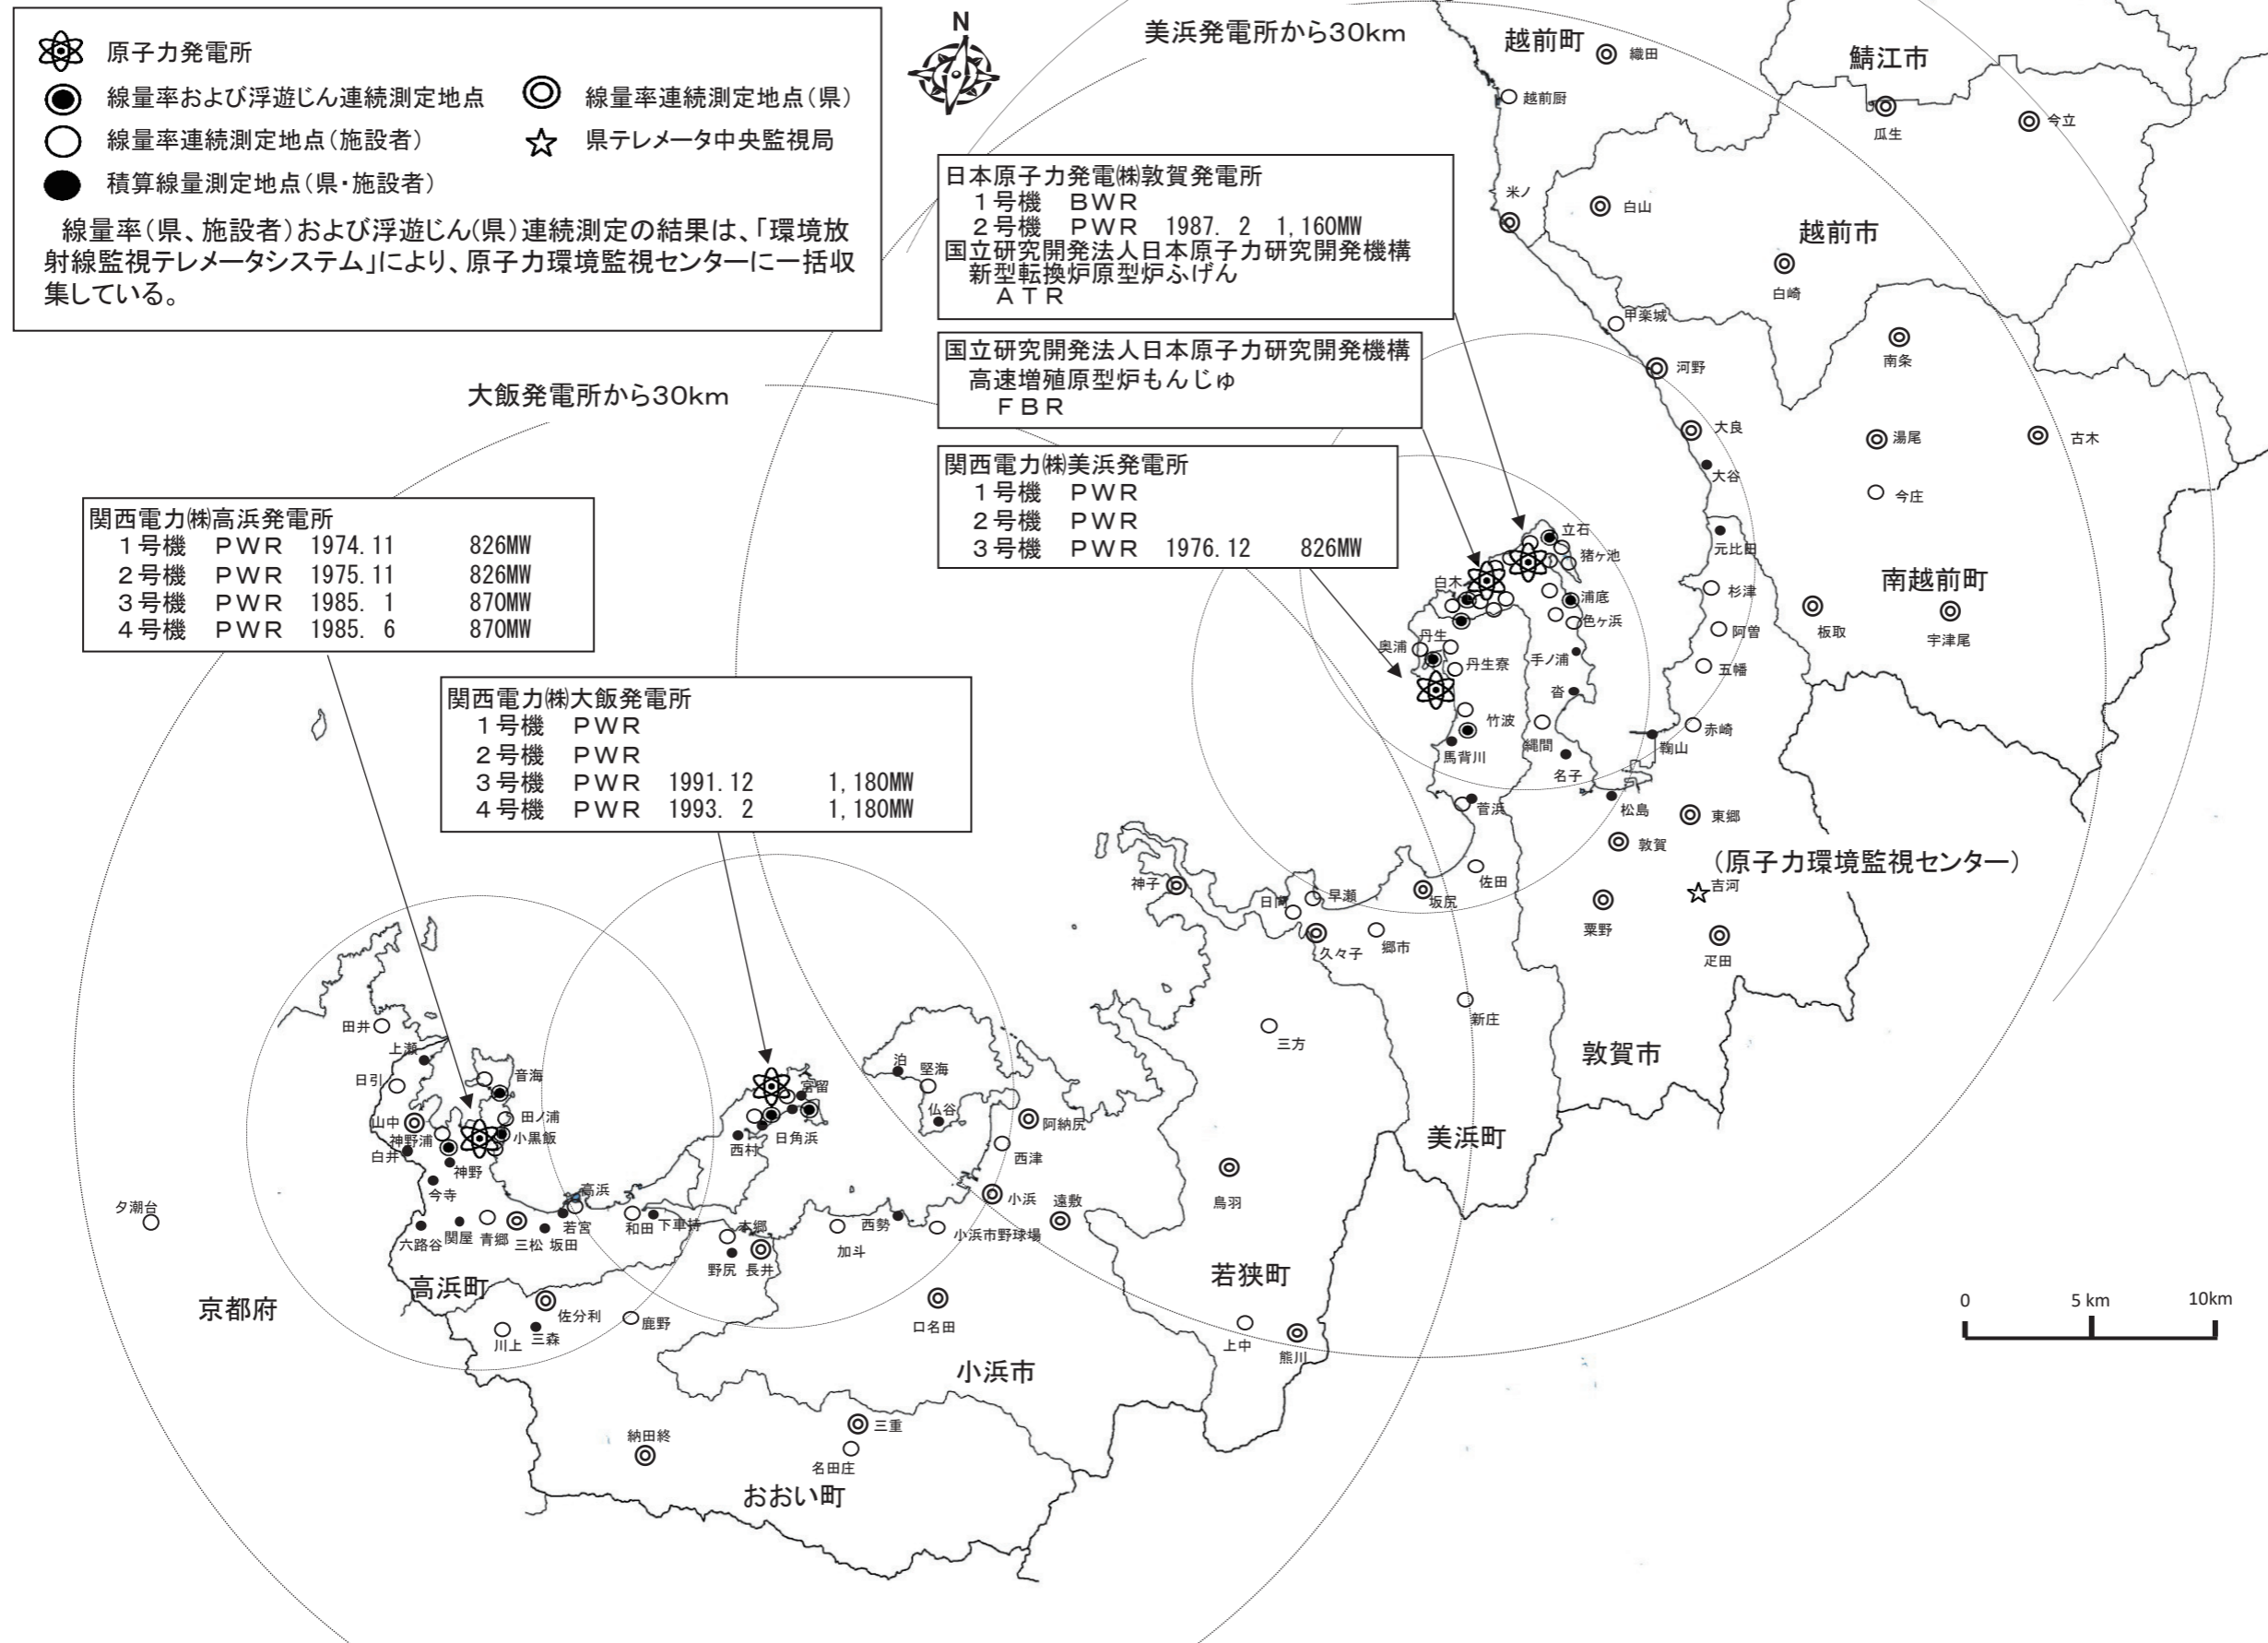 原子力発電所
線量率および浮遊じん連続測定地点
線量率連続測定地点(県)
線量率連続測定地点(施設者)
県テレメータ中央監視局
積算線量測定地点(県・施設者)
線量率(県、施設者)および浮遊じん(県)連続測定の結果は、「環境放
射線監視テレメータシステム」により、原子力環境監視センターに一括収
集している。
N
美浜発電所から30km
大飯発電所から30km
日本原子力発電㈱敦賀発電所
1号機 BWR
2号機 PWR 1987. 2 1,160MW
国立研究開発法人日本原子力研究開発機構
新型転換炉原型炉ふげん
ATR
国立研究開発法人日本原子力研究開発機構
高速増殖原型炉もんじゅ
FBR
関西電力㈱美浜発電所
1号機 PWR
2号機 PWR
3号機 PWR 1976.12 826MW
関西電力㈱高浜発電所
1号機 PWR 1974.11 826MW
2号機 PWR 1975.11 826MW
3号機 PWR 1985. 1 870MW
4号機 PWR 1985. 6 870MW
関西電力㈱大飯発電所
1号機 PWR
2号機 PWR
3号機 PWR 1991.12 1,180MW
4号機 PWR 1993. 2 1,180MW
越前町
織田
鯖江市
越前厨
瓜生
今立
米ノ
白山
越前市
白崎
甲楽城
南条
河野
大良
湯尾
古木
大谷
今庄
立石
元比田
猪ヶ池
南越前町
白木
浦底
杉津
色ヶ浜
阿曽
板取
宇津尾
丹生
奥浦
丹生寮
手ノ浦
五幡
沓
竹波
赤崎
馬背川
縄間
鞠山
名子
菅浜
松島
東郷
敦賀
(原子力環境監視センター)
吉河
佐田
神子
早瀬
日向
坂尻
粟野
久々子
郷市
疋田
新庄
三方
敦賀市
美浜町
田井
上瀬
日引
音海
山中
田ノ浦
神野浦
小黒飯
白井
神野
今寺
夕潮台
六路谷
関屋
青郷
三松
坂田
若宮
高浜
和田
下車持
本郷
野尻
長井
高浜町
京都府
佐分利
鹿野
川上
三森
宮留
日角浜
西村
泊
堅海
仏谷
阿納尻
西津
小浜
遠敷
西勢
加斗
小浜市野球場
口名田
鳥羽
若狭町
上中
熊川
小浜市
三重
名田庄
納田終
おおい町
0
5 km
10km